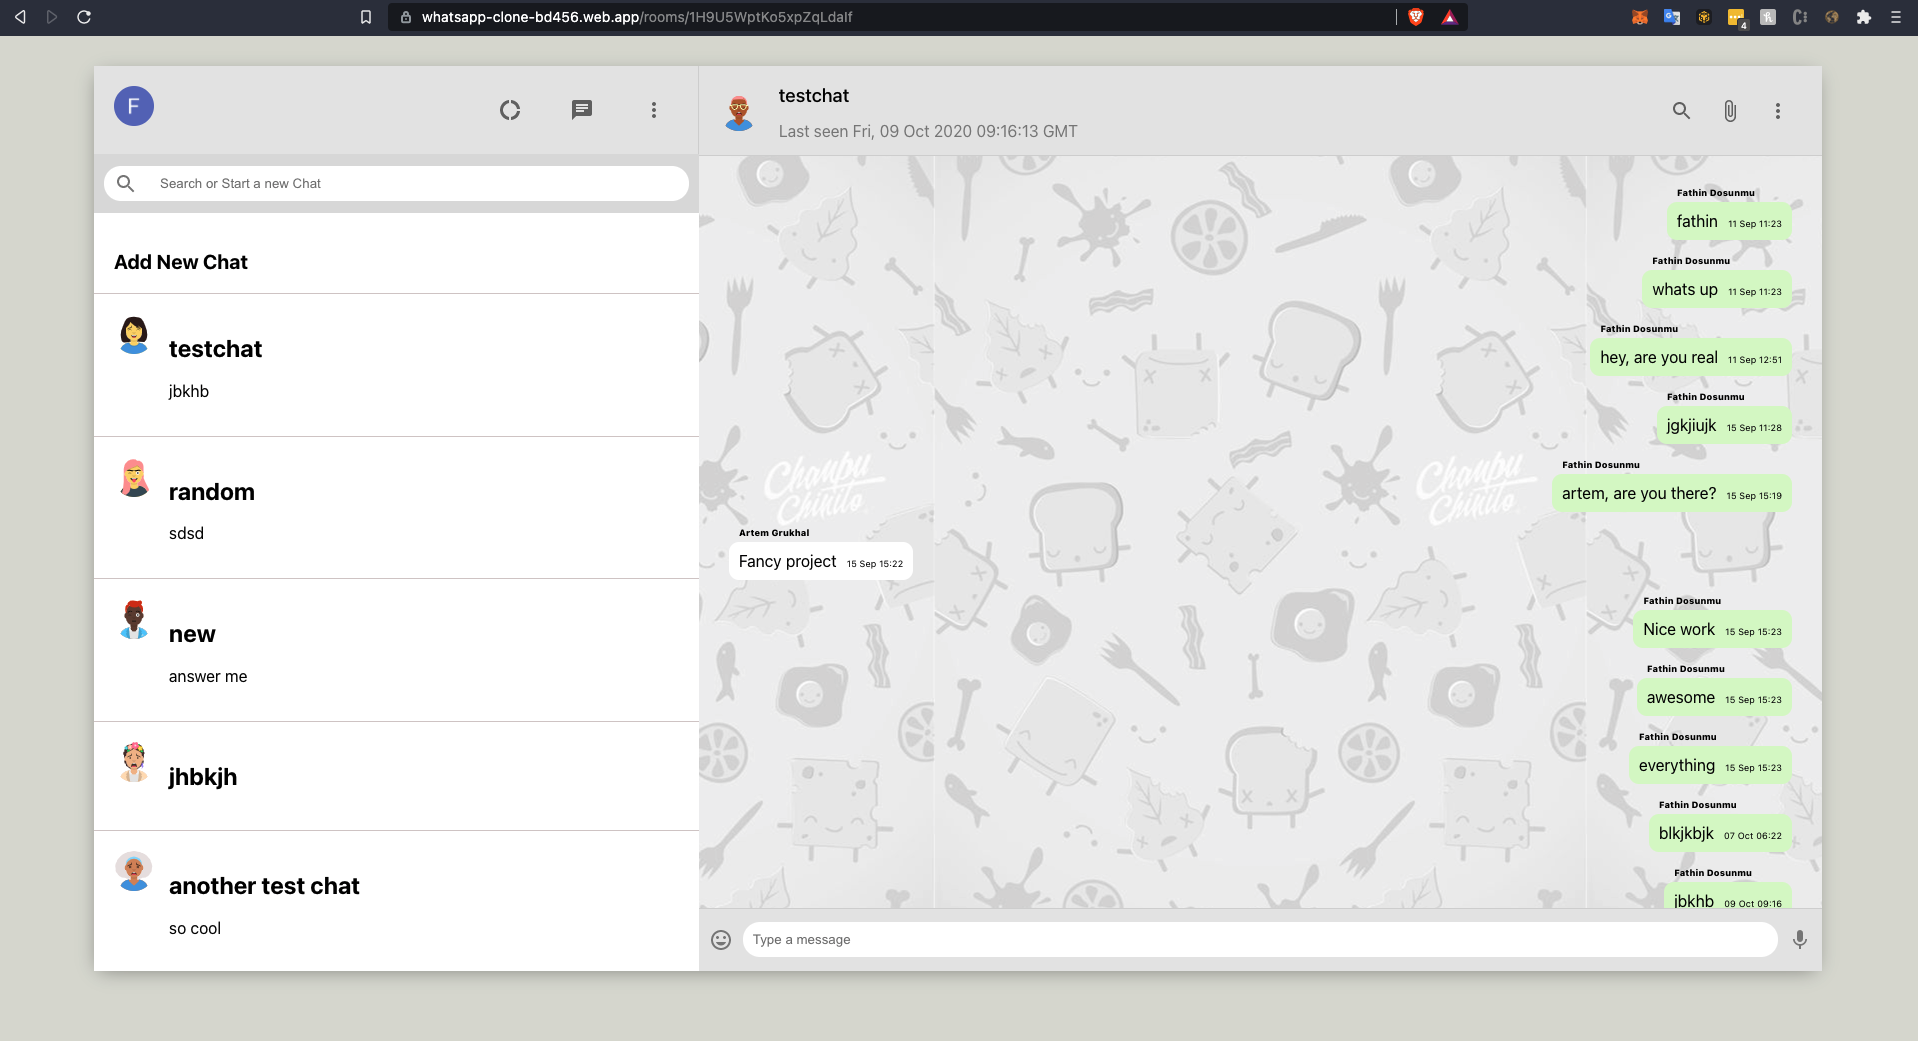 whatsapp-clone-bd456.web.app/rooms/1H9U5WptKo5xpZqLdaIf
4
F
Search or Start a new Chat
Add New Chat
testchat
jbkhb
random
sdsd
new
answer me
jhbkjh
another test chat
so cool
testchat
Last seen Fri, 09 Oct 2020 09:16:13 GMT
Fathin Dosunmu
fathin 11 Sep 11:23
Fathin Dosunmu
whats up 11 Sep 11:23
Fathin Dosunmu
hey, are you real 11 Sep 12:51
Fathin Dosunmu
jgkjiujk 15 Sep 11:28
Fathin Dosunmu
artem, are you there? 15 Sep 15:19
Chanpu Chanpu
Chinito Chinito
Artem Grukhal
Fancy project 15 Sep 15:22
Fathin Dosunmu
Nice work 15 Sep 15:23
Fathin Dosunmu
awesome 15 Sep 15:23
Fathin Dosunmu
everything 15 Sep 15:23
Fathin Dosunmu
blkjkbjk 07 Oct 06:22
Fathin Dosunmu
jbkhb 09 Oct 09:16
Type a message